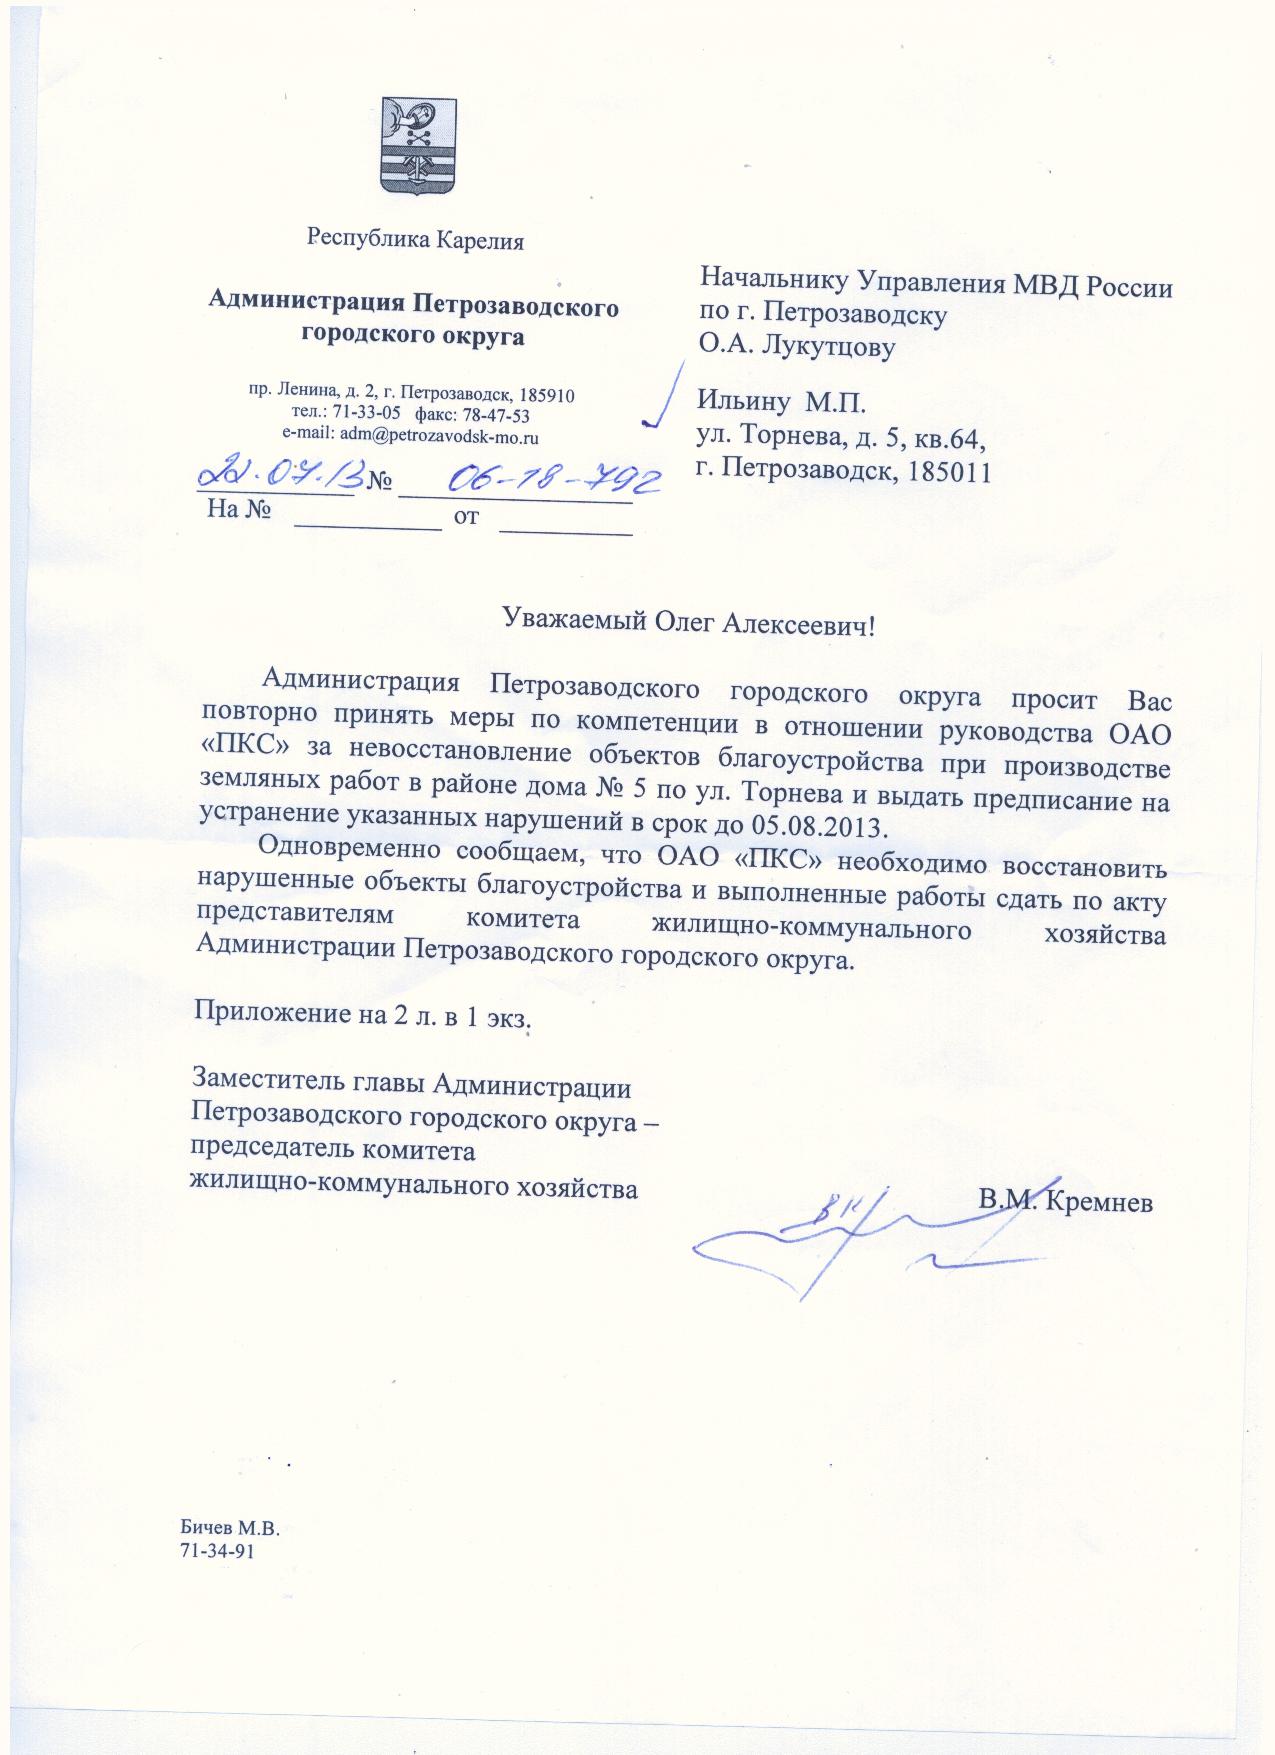 Республика Карелия
Администрация Петрозаводского
городского округа
пр. Ленина, д. 2, г. Петрозаводск, 185910
тел.: 71-33-05 факс: 78-47-53
e-mail: adm@petrozavodsk-mo.ru
22.07.13 № 06-18-792
На № ____ от ____
Начальнику Управления МВД России
по г. Петрозаводску
О.А. Лукутцову
Ильину М.П.
ул. Торнева, д. 5, кв.64,
г. Петрозаводск, 185011
Уважаемый Олег Алексеевич!
Администрация Петрозаводского городского округа просит Вас
повторно принять меры по компетенции в отношении руководства ОАО
«ПКС» за невосстановление объектов благоустройства при производстве
земляных работ в районе дома № 5 по ул. Торнева и выдать предписание на
устранение указанных нарушений в срок до 05.08.2013.
Одновременно сообщаем, что ОАО «ПКС» необходимо восстановить
нарушенные объекты благоустройства и выполненные работы сдать по акту
представителям комитета жилищно-коммунального хозяйства
Администрации Петрозаводского городского округа.
Приложение на 2 л. в 1 экз.
Заместитель главы Администрации
Петрозаводского городского округа –
председатель комитета
жилищно-коммунального хозяйства
В.М. Кремнев
Бичев М.В.
71-34-91